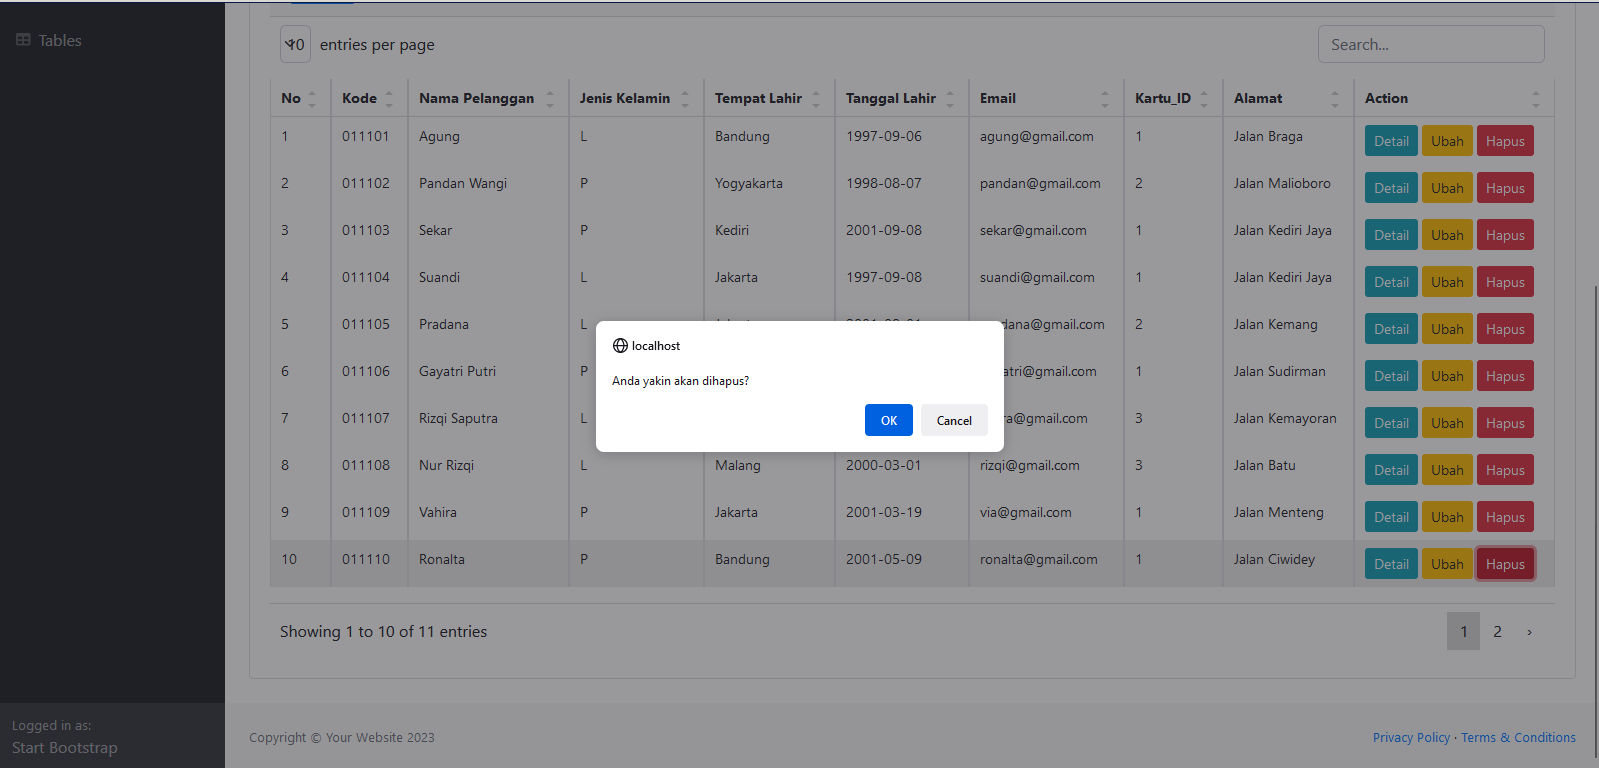 Tables
10 entries per page
Search...
No Kode Nama Pelanggan Jenis Kelamin Tempat Lahir Tanggal Lahir Email Kartu_ID Alamat Action
1 011101 Agung L Bandung 1997-09-06 agung@gmail.com 1 Jalan Braga Detail Ubah Hapus
2 011102 Pandan Wangi P Yogyakarta 1998-08-07 pandan@gmail.com 2 Jalan Malioboro Detail Ubah Hapus
3 011103 Sekar P Kediri 2001-09-08 sekar@gmail.com 1 Jalan Kediri Jaya Detail Ubah Hapus
4 011104 Suandi L Jakarta 1997-09-08 suandi@gmail.com 1 Jalan Kediri Jaya Detail Ubah Hapus
5 011105 Pradana L dana@gmail.com 2 Jalan Kemang Detail Ubah Hapus
6 011106 Gayatri Putri P atri@gmail.com 1 Jalan Sudirman Detail Ubah Hapus
7 011107 Rizqi Saputra L ra@gmail.com 3 Jalan Kemayoran Detail Ubah Hapus
8 011108 Nur Rizqi L Malang 2000-03-01 rizqi@gmail.com 3 Jalan Batu Detail Ubah Hapus
9 011109 Vahira P Jakarta 2001-03-19 via@gmail.com 1 Jalan Menteng Detail Ubah Hapus
10 011110 Ronalta P Bandung 2001-05-09 ronalta@gmail.com 1 Jalan Ciwidey Detail Ubah Hapus
localhost
Anda yakin akan dihapus?
OK Cancel
Showing 1 to 10 of 11 entries
1 2 ›
Logged in as:
Start Bootstrap
Copyright © Your Website 2023
Privacy Policy · Terms & Conditions